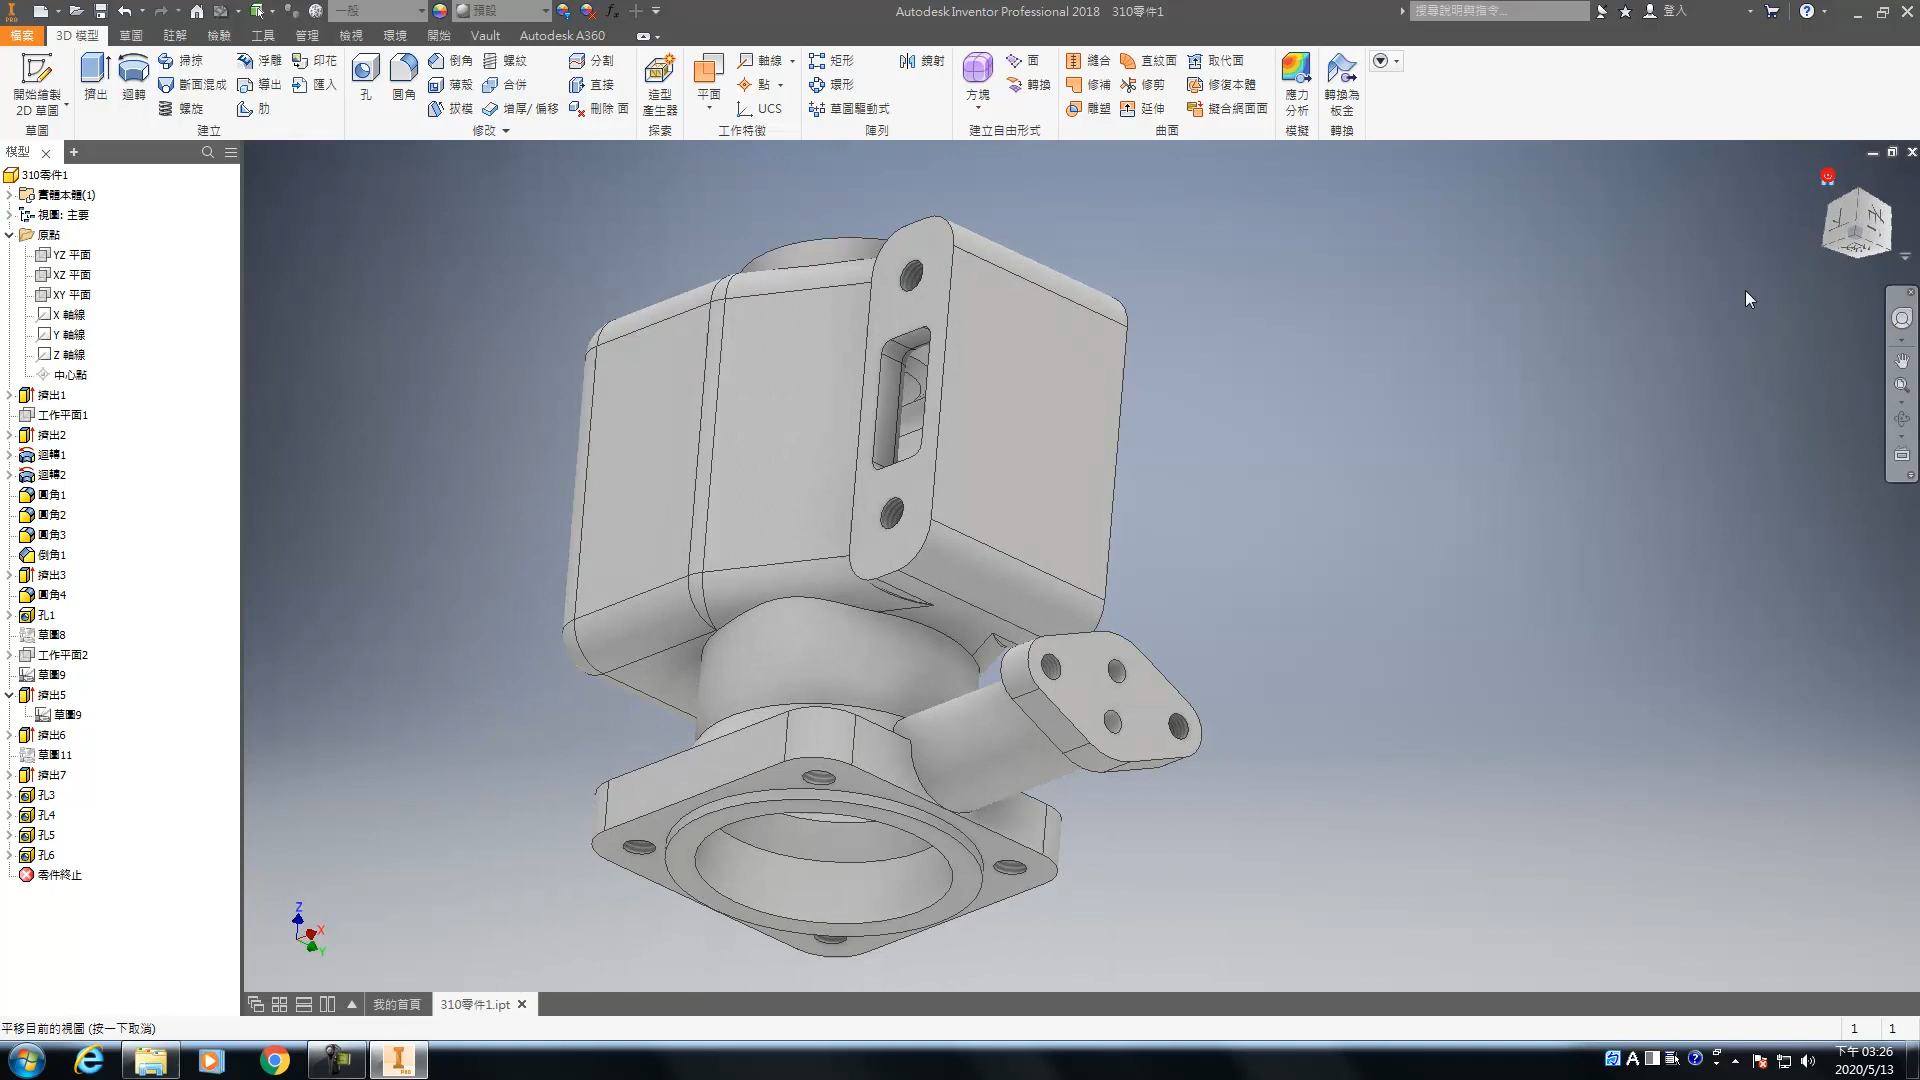 一般
預設
Autodesk Inventor Professional 2018 310零件1
搜尋說明與指令...
登入
檔案 3D 模型 草圖 註解 檢驗 工具 管理 檢視 環境 開始 Vault Autodesk A360
開始繪製
2D 草圖
草圖
擠出
迴轉
掃掠
斷面混成
螺旋
浮雕
導出
肋
印花
匯入
建立
孔
圓角
倒角
薄殼
拔模
螺紋
合併
增厚/偏移
分割
直接
刪除 面
修改
造型
產生器
探索
平面
軸線
點
UCS
工作特徵
矩形
環形
草圖驅動式
鏡射
陣列
方塊
面
轉換
建立自由形式
縫合
修補
雕塑
直紋面
修剪
延伸
取代面
修復本體
擬合網面面
曲面
應力
分析
模擬
轉換為
板金
轉換
模型
310零件1
實體本體(1)
視圖: 主要
原點
YZ 平面
XZ 平面
XY 平面
X 軸線
Y 軸線
Z 軸線
中心點
擠出1
工作平面1
擠出2
迴轉1
迴轉2
圓角1
圓角2
圓角3
倒角1
擠出3
圓角4
孔1
草圖8
工作平面2
草圖9
擠出5
草圖9
擠出6
草圖11
擠出7
孔3
孔4
孔5
孔6
零件終止
Z
X
Y
我的首頁
310零件1.ipt
平移目前的視圖 (按一下取消)
1 1
下午 03:26
2020/5/13